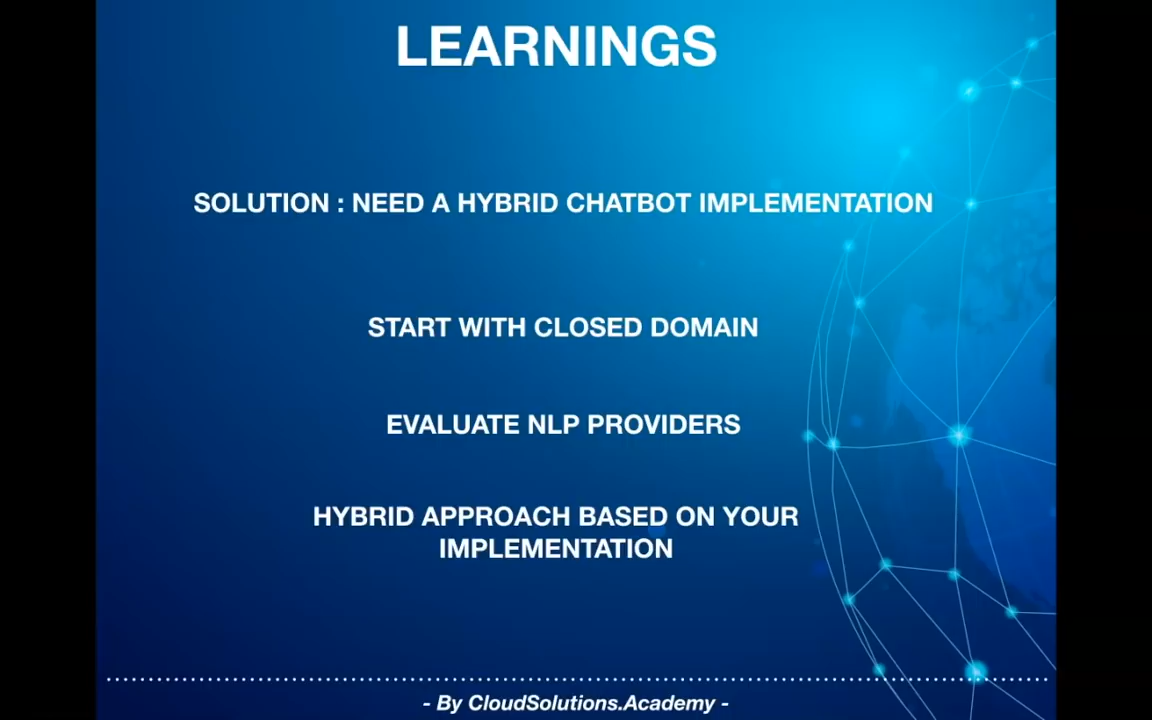 LEARNINGS
SOLUTION : NEED A HYBRID CHATBOT IMPLEMENTATION
START WITH CLOSED DOMAIN
EVALUATE NLP PROVIDERS
HYBRID APPROACH BASED ON YOUR
IMPLEMENTATION
- By CloudSolutions.Academy -